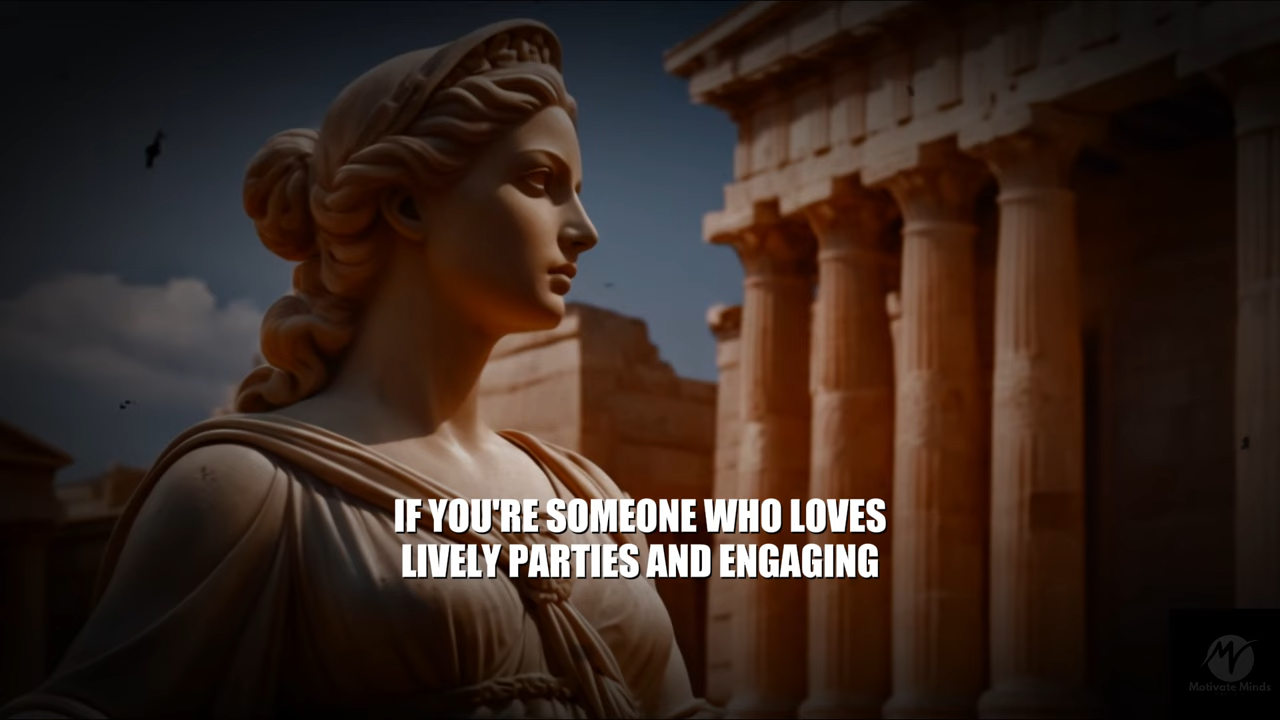 IF YOU'RE SOMEONE WHO LOVES
LIVELY PARTIES AND ENGAGING
Motivate Minds